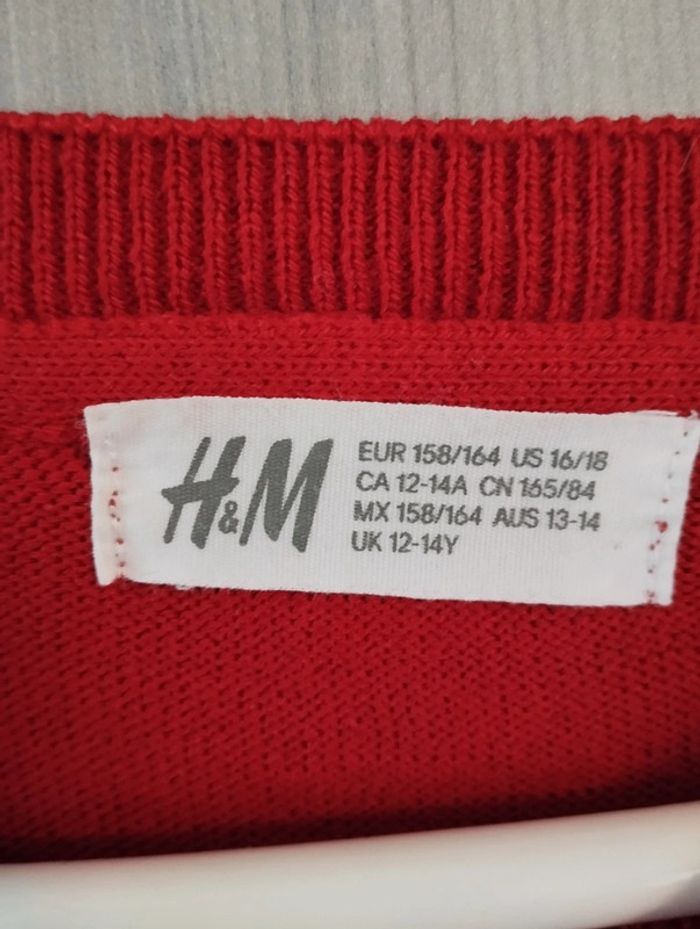 H&M
EUR 158/164 US 16/18
CA 12-14A CN 165/84
MX 158/164 AUS 13-14
UK 12-14Y